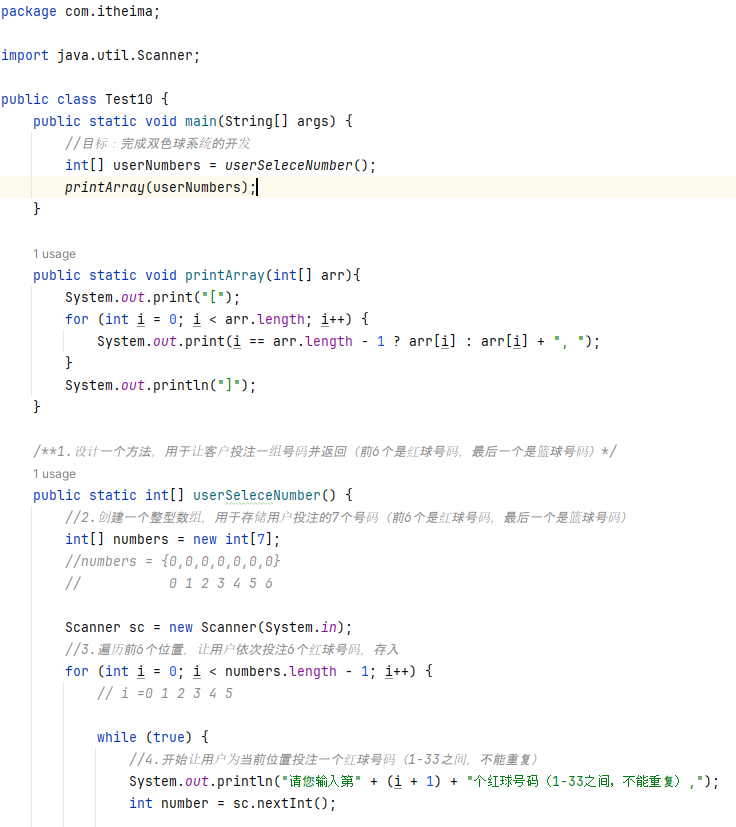 package com.itheima;
import java.util.Scanner;
public class Test10 {
public static void main(String[] args) {
//目标：完成双色球系统的开发
int[] userNumbers = userSeleceNumber();
printArray(userNumbers);
}
1 usage
public static void printArray(int[] arr){
System.out.print("[");
for (int i = 0; i < arr.length; i++) {
System.out.print(i == arr.length - 1 ? arr[i] : arr[i] + ", ");
}
System.out.println("]");
}
/**1.设计一个方法，用于让客户投注一组号码并返回（前6个是红球号码，最后一个是篮球号码）*/
1 usage
public static int[] userSeleceNumber() {
//2.创建一个整型数组，用于存储用户投注的7个号码（前6个是红球号码，最后一个是篮球号码）
int[] numbers = new int[7];
//numbers = {0,0,0,0,0,0,0}
// 0 1 2 3 4 5 6
Scanner sc = new Scanner(System.in);
//3.遍历前6个位置，让用户依次投注6个红球号码，存入
for (int i = 0; i < numbers.length - 1; i++) {
// i =0 1 2 3 4 5
while (true) {
//4.开始让用户为当前位置投注一个红球号码（1-33之间，不能重复）
System.out.println("请您输入第" + (i + 1) + "个红球号码（1-33之间，不能重复）,");
int number = sc.nextInt();